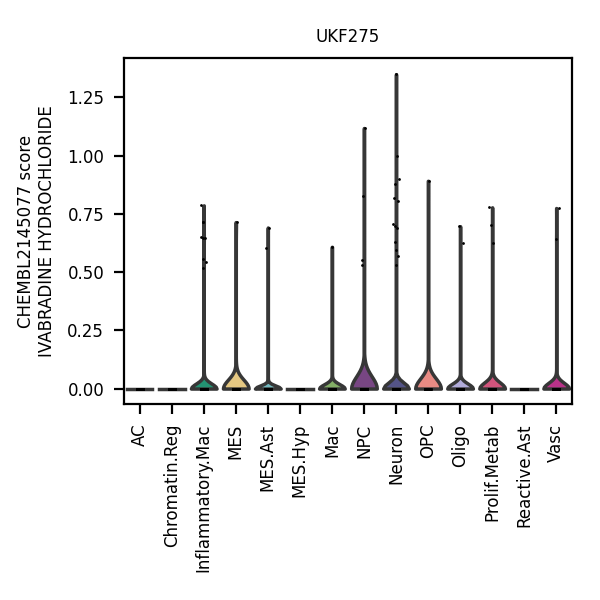 UKF275
CHEMBL2145077 score
IVABRADINE HYDROCHLORIDE
1.25
1.00
0.75
0.50
0.25
0.00
AC
Chromatin.Reg
Inflammatory.Mac
MES
MES.Ast
MES.Hyp
Mac
NPC
Neuron
OPC
Oligo
Prolif.Metab
Reactive.Ast
Vasc